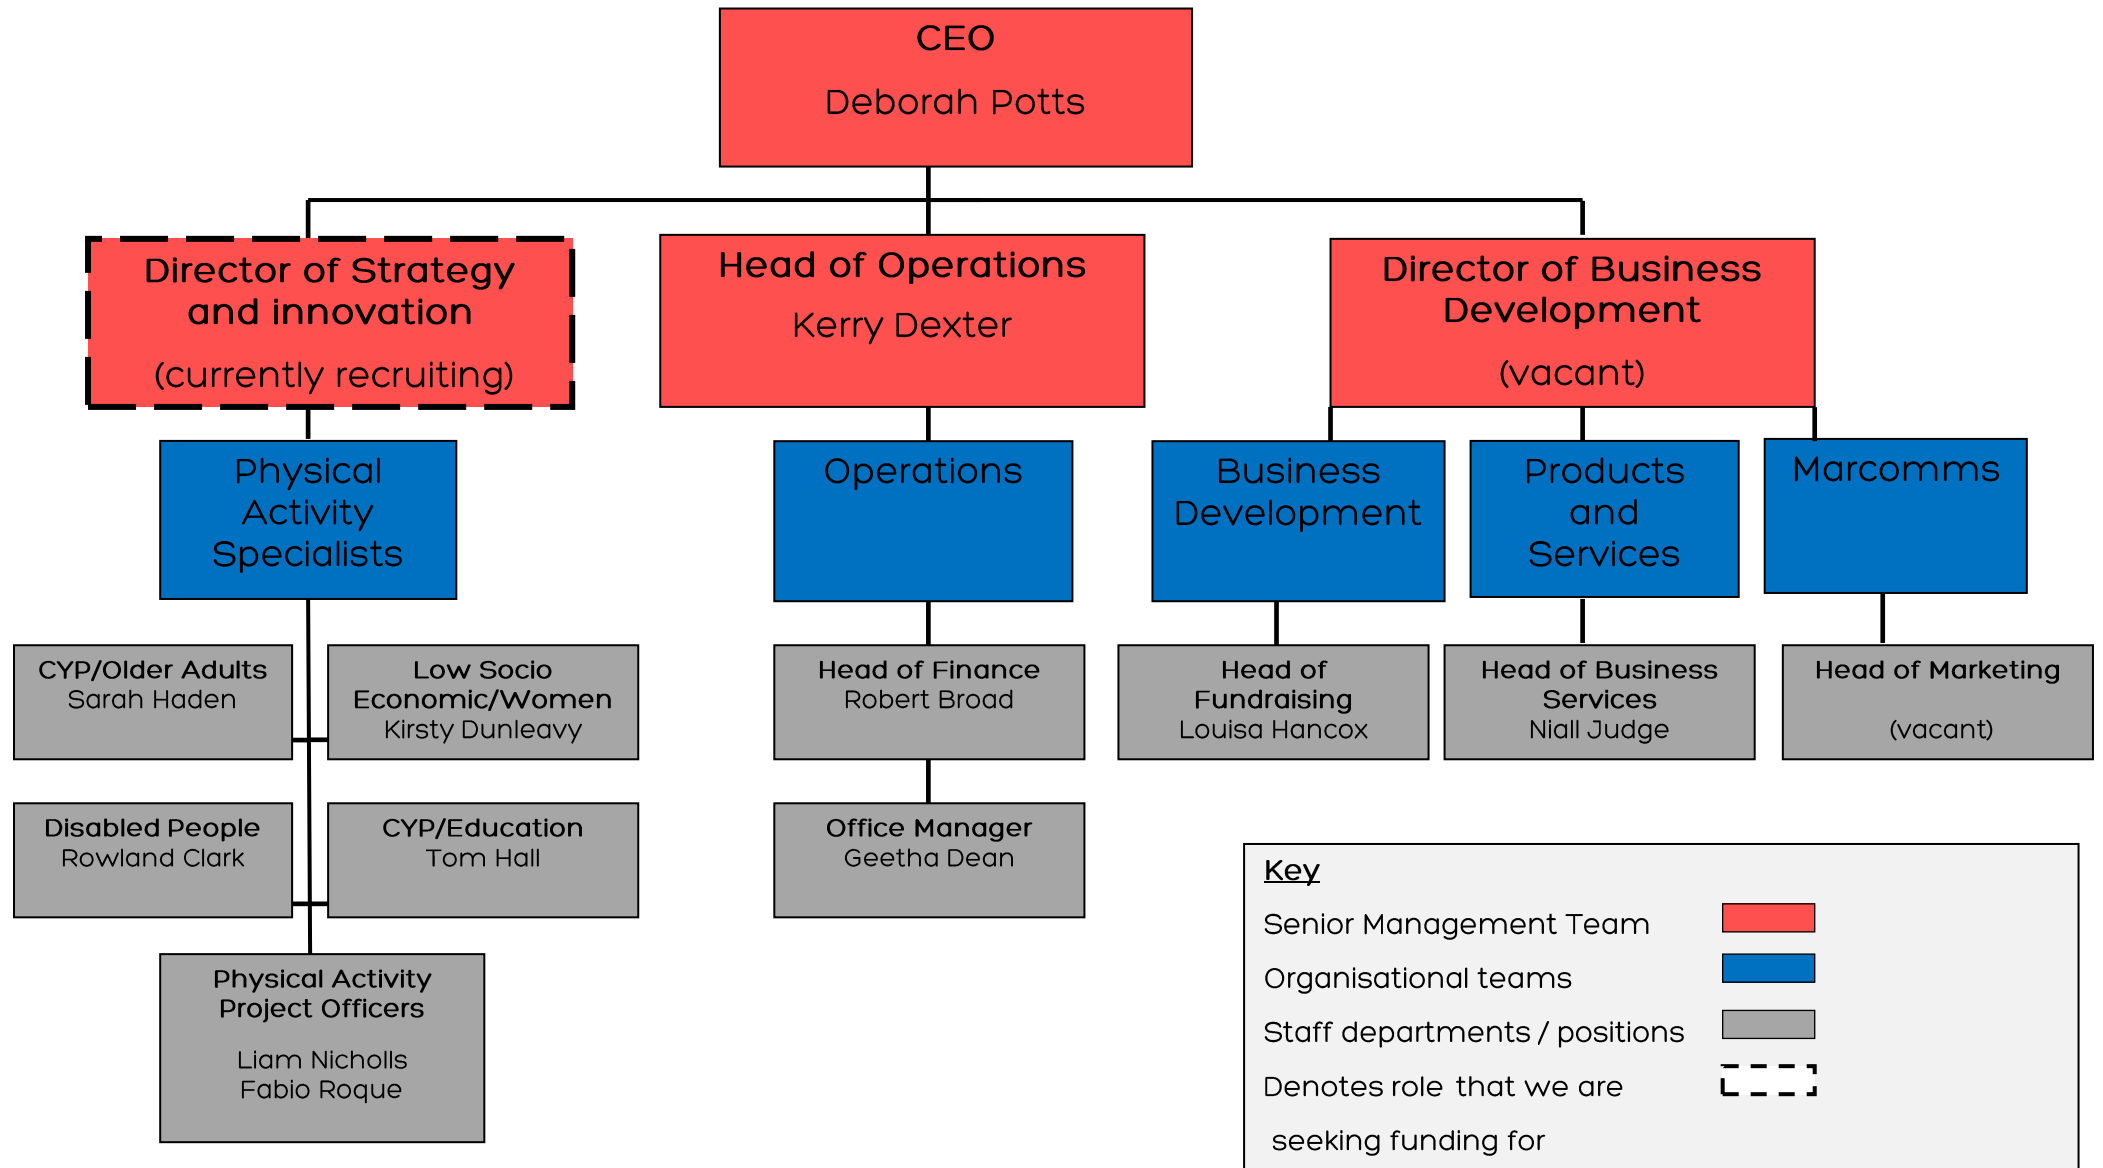 CEO
Deborah Potts
Director of Strategy
and innovation
(currently recruiting)
Head of Operations
Kerry Dexter
Director of Business
Development
(vacant)
Physical
Activity
Specialists
Operations
Business
Development
Products
and
Services
Marcomms
CYP/Older Adults
Sarah Haden
Low Socio
Economic/Women
Kirsty Dunleavy
Head of Finance
Robert Broad
Head of
Fundraising
Louisa Hancox
Head of Business
Services
Niall Judge
Head of Marketing
(vacant)
Disabled People
Rowland Clark
CYP/Education
Tom Hall
Office Manager
Geetha Dean
Physical Activity
Project Officers
Liam Nicholls
Fabio Roque
Key
Senior Management Team
Organisational teams
Staff departments / positions
Denotes role that we are
seeking funding for